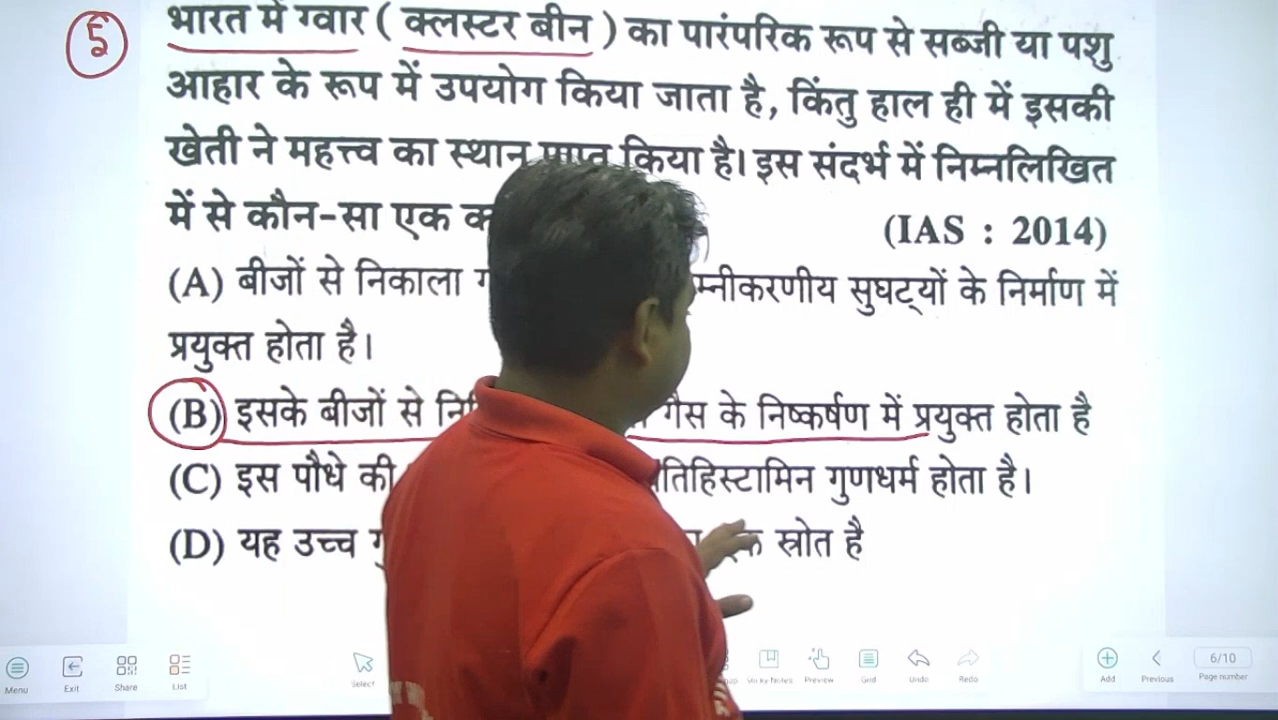 5
भारत में ग्वार ( क्लस्टर बीन ) का पारंपरिक रूप से सब्जी या पशु
आहार के रूप में उपयोग किया जाता है, किंतु हाल ही में इसकी
खेती ने महत्त्व का स्थान प्राप्त किया है। इस संदर्भ में निम्नलिखित
में से कौन-सा एक
(IAS : 2014)
(A) बीजों से निकाला म्नीकरणीय सुघट्यों के निर्माण में
प्रयुक्त होता है।
(B) इसके बीजों से गैस के निष्कर्षण में प्रयुक्त होता है
(C) इस पौधे की तिहिस्टामिन गुणधर्म होता है।
(D) यह उच्च एक स्रोत है
Menu Exit Share List Select Preview Grid Undo Redo Add Previous 6/10 Page number